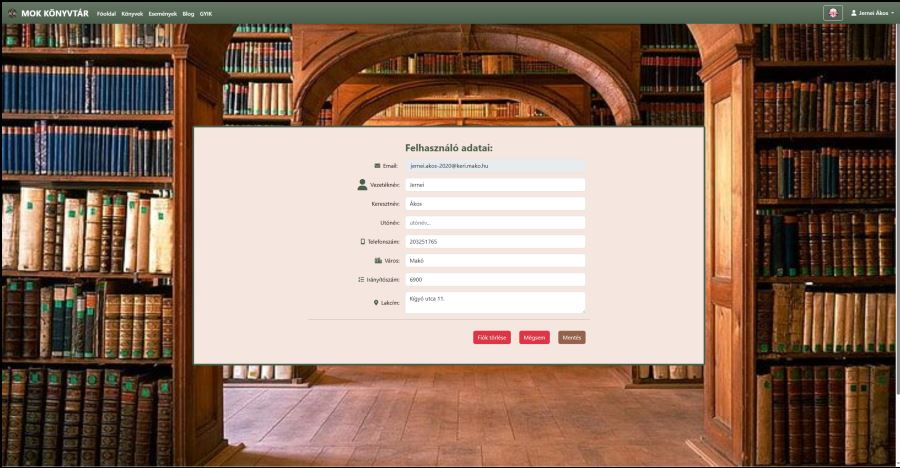 MOK KÖNYVTÁR Főoldal Könyvek Események Blog GYIK Jernei Ákos
Felhasználó adatai:
Email: jernei.akos-2020@keri.mako.hu
Vezetéknév: Jernei
Keresztnév: Ákos
Utónév: utónév...
Telefonszám: 203251765
Város: Makó
Irányítószám: 6900
Lakcím: Kígyó utca 11.
Fiók törlése Mégsem Mentés